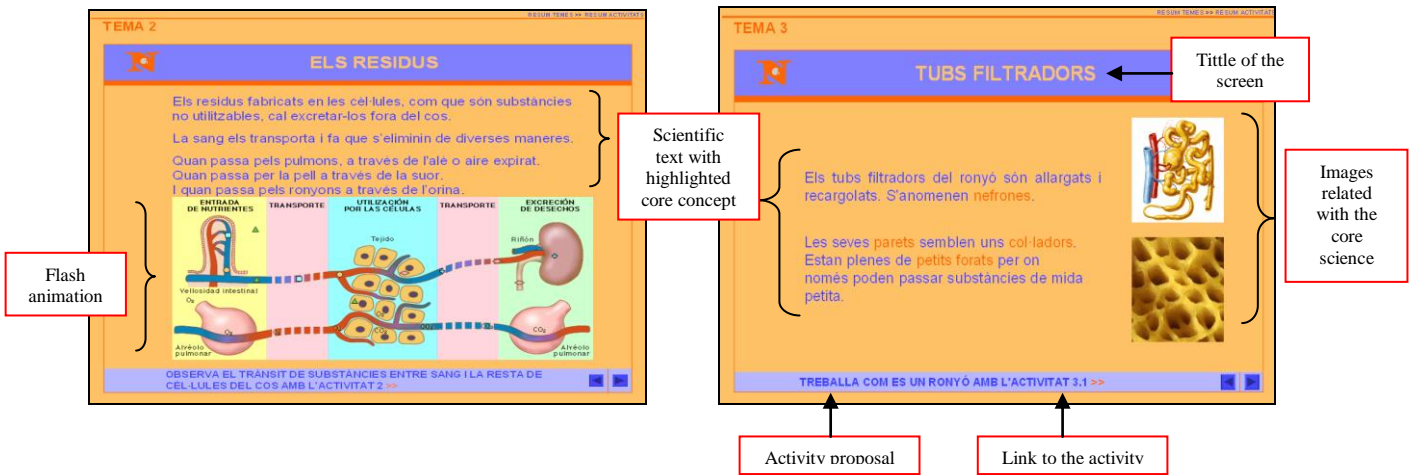 RESUM TEMES >> RESUM ACTIVITATS
TEMA 2
ELS RESIDUS
Els residus fabricats en les cèl·lules, com que són substàncies
no utilitzables, cal excretar-los fora del cos.
La sang els transporta i fa que s'eliminin de diverses maneres.
Quan passa pels pulmons, a través de l'alè o aire expirat.
Quan passa per la pell a través de la suor.
I quan passa pels ronyons a través de l'orina.
ENTRADA
DE NUTRIENTES
TRANSPORTE
UTILIZACIÓN
POR LAS CÉLULAS
TRANSPORTE
EXCRECIÓN
DE DESECHOS
Tejido
Riñón
Vellosidad intestinal
O₂
O₂
O₂
CO₂
CO₂
CO₂
Alvéolo
pulmonar
Alvéolo
pulmonar
OBSERVA EL TRÀNSIT DE SUBSTÀNCIES ENTRE SANG I LA RESTA DE
CÈL·LULES DEL COS AMB L'ACTIVITAT 2 >>
Flash
animation
Scientific
text with
highlighted
core concept
RESUM TEMES >> RESUM ACTIVITATS
TEMA 3
TUBS FILTRADORS
Els tubs filtradors del ronyó són allargats i
recargolats. S'anomenen nefrones.
Les seves parets semblen uns col·ladors.
Estan plenes de petits forats per on
només poden passar substàncies de mida
petita.
TREBALLA COM ES UN RONYÓ AMB L'ACTIVITAT 3.1 >>
Tittle of the
screen
Images
related
with the
core
science
Activity proposal
Link to the activity